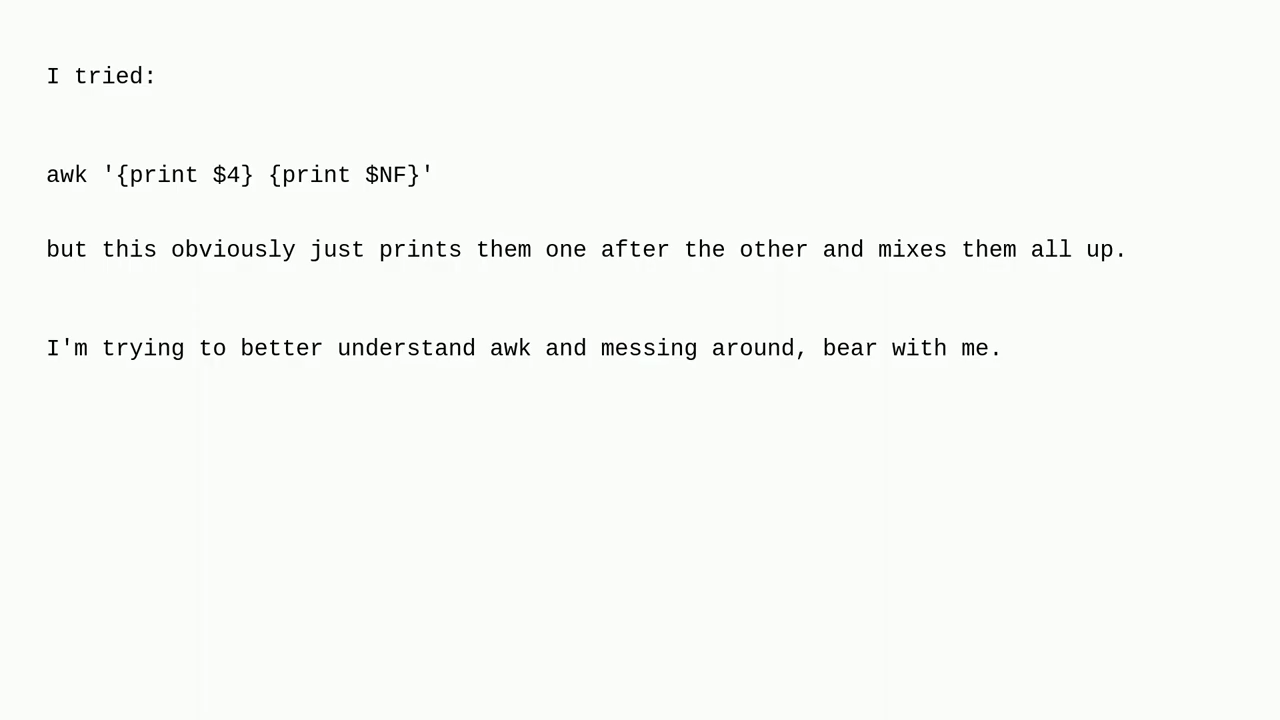 I tried:
awk '{print $4} {print $NF}'
but this obviously just prints them one after the other and mixes them all up.
I'm trying to better understand awk and messing around, bear with me.